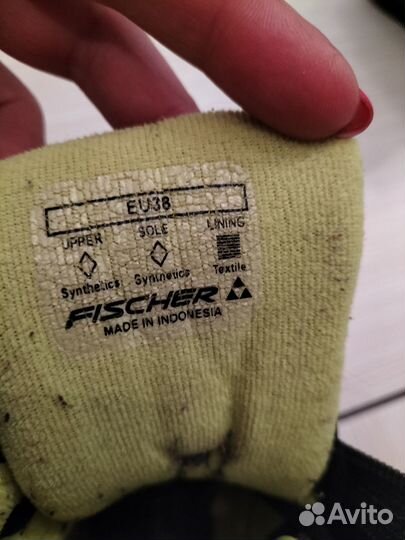 EU38
UPPER SOLE LINING
Synthetics Synthetics Textile
FISCHER
MADE IN INDONESIA
Avito